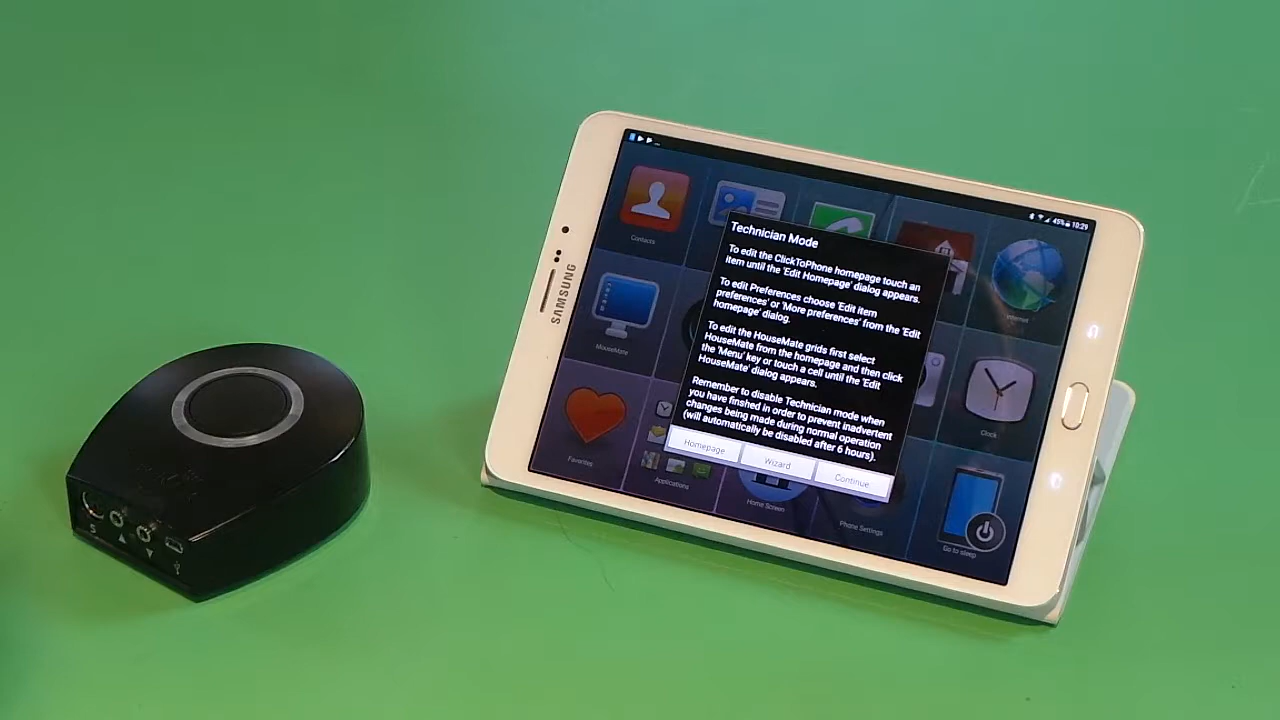 45% 10:29
SAMSUNG
Contacts
Internet
MouseMate
Clock
Favorites
Applications
Home Screen
Phone Settings
Go to sleep
Technician Mode
To edit the ClickToPhone homepage touch an
item until the 'Edit Homepage' dialog appears.
To edit Preferences choose 'Edit item
preferences' or 'More preferences' from the 'Edit
homepage' dialog.
To edit the HouseMate grids first select
HouseMate from the homepage and then click
the 'Menu' key or touch a cell until the 'Edit
HouseMate' dialog appears.
Remember to disable Technician mode when
you have finshed in order to prevent inadvertent
changes being made during normal operation
(will automatically be disabled after 6 hours).
Homepage
Wizard
Continue
S